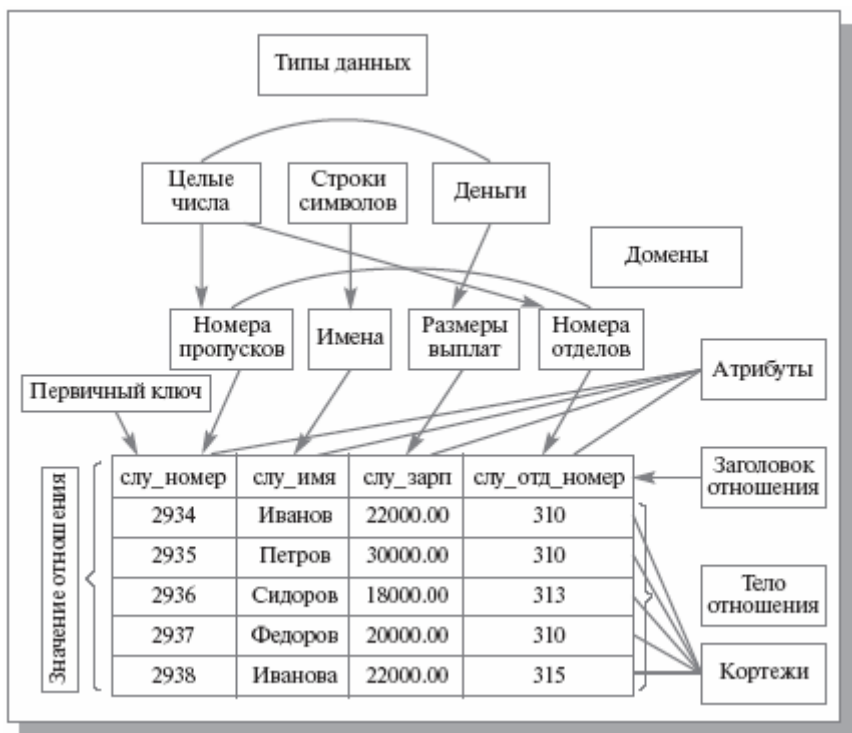 Типы данных
Целые
числа
Строки
символов
Деньги
Домены
Номера
пропусков
Имена
Размеры
выплат
Номера
отделов
Атрибуты
Первичный ключ
Значение отношения
слу_номер слу_имя слу_зарп слу_отд_номер
Заголовок
отношения
2934 Иванов 22000.00 310
2935 Петров 30000.00 310
2936 Сидоров 18000.00 313
2937 Федоров 20000.00 310
2938 Иванова 22000.00 315
Тело
отношения
Кортежи